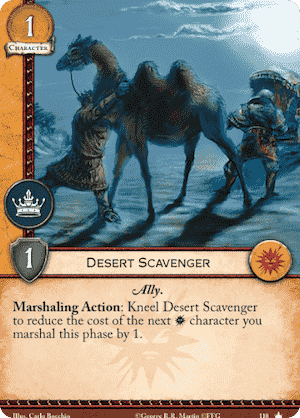 1
CHARACTER
1
DESERT SCAVENGER
Ally.
Marshaling Action: Kneel Desert Scavenger
to reduce the cost of the next character you
marshal this phase by 1.
Illus. Carlo Bocchio ©George R.R. Martin ©FFG 118